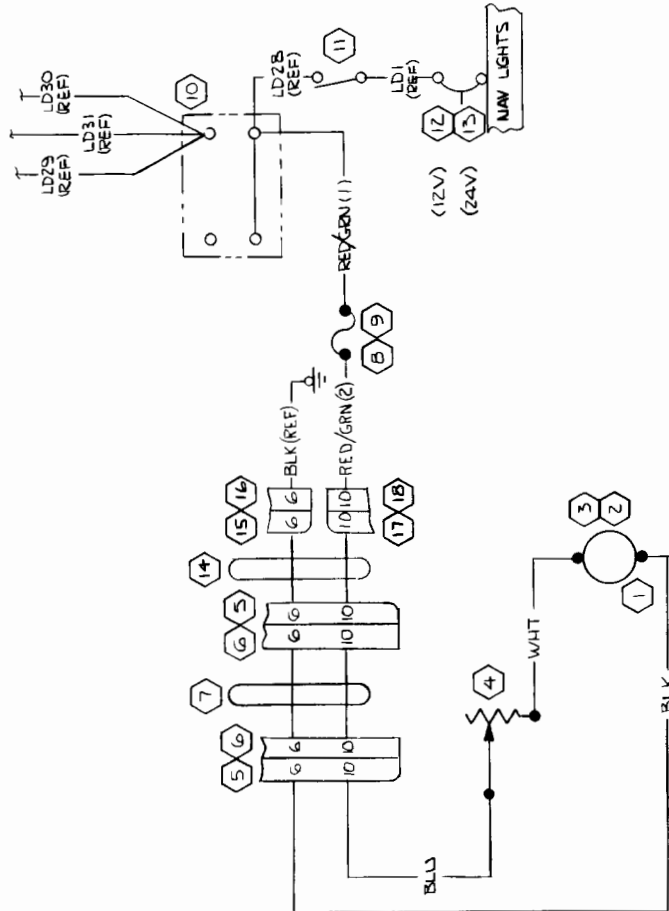 LD30
(REF)
LD31
(REF)
LD29
(REF)
10
LD28
(REF)
11
LD1
(REF)
NAV LIGHTS
12
13
(12V)
(24V)
RED/GRN(1)
8
9
BLK(REF)
RED/GRN(2)
15
16
6
6
10
10
17
18
14
6
5
6
6
10
10
7
5
6
6
6
10
10
4
WHT
3
2
1
BLU
BLK